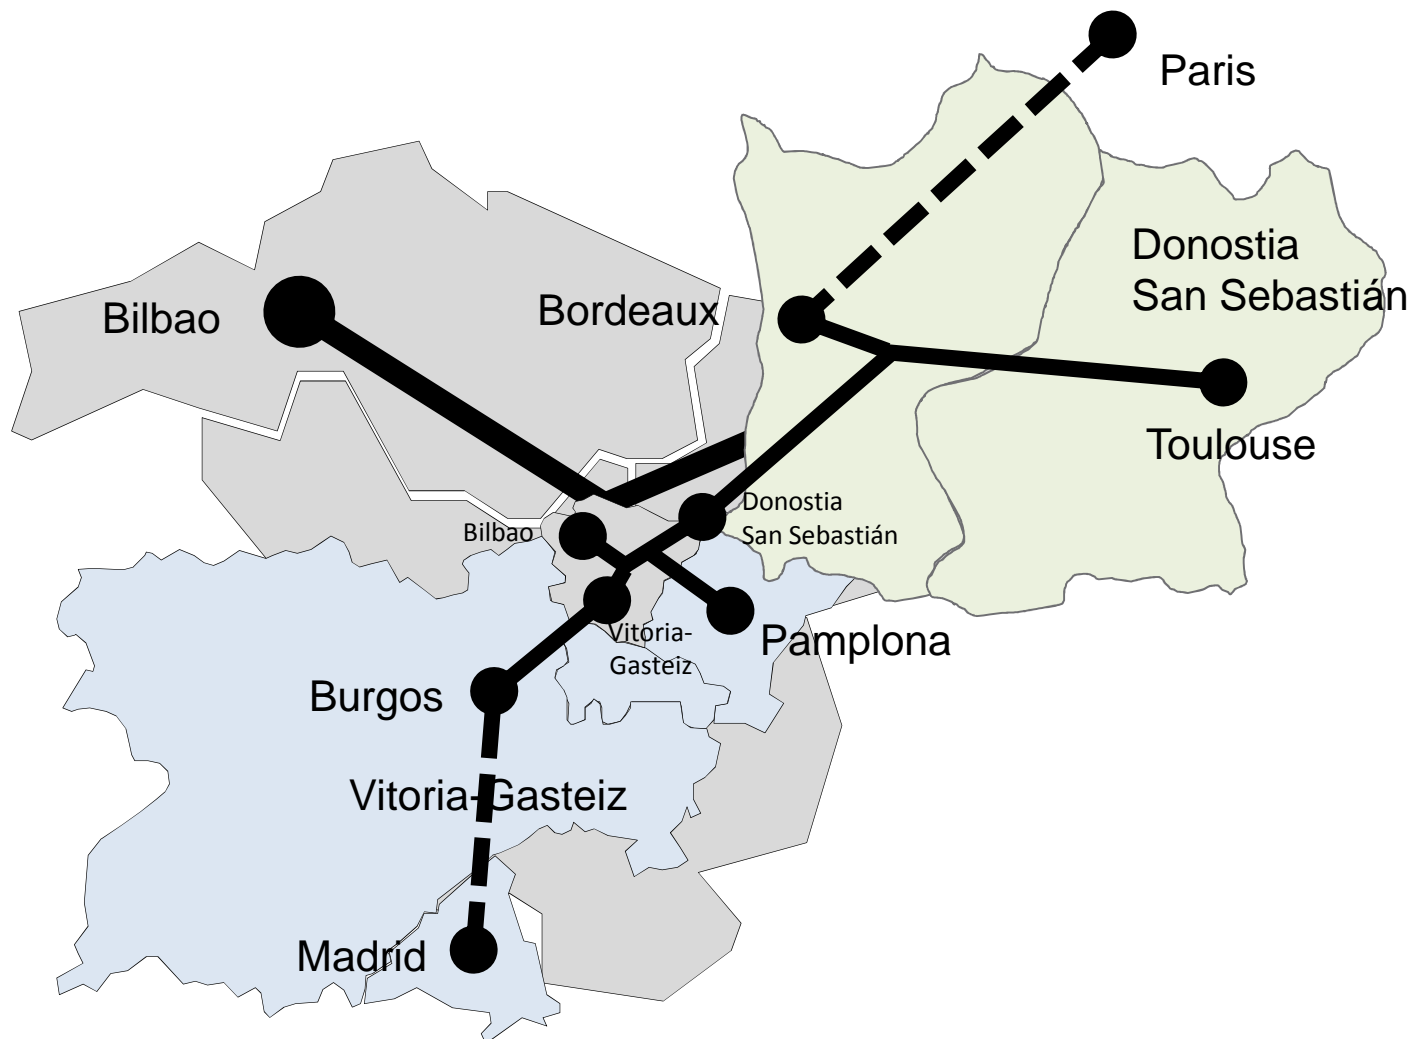 Paris
Donostia
San Sebastián
Bordeaux
Bilbao
Toulouse
Donostia
San Sebastián
Bilbao
Vitoria-
Gasteiz
Pamplona
Burgos
Vitoria-Gasteiz
Madrid